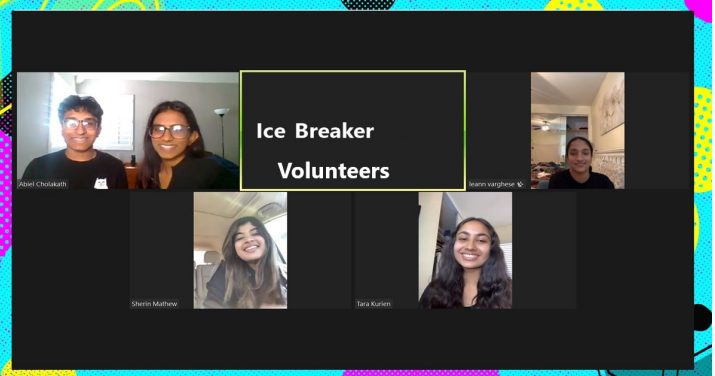 Ice Breaker
Volunteers
Abiel Cholakath
leann varghese
Sherin Mathew
Tara Kurien